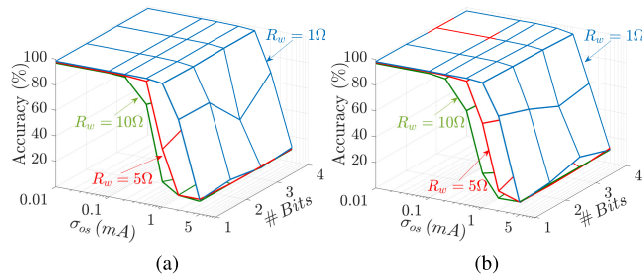 R_w = 1Ω
100
80
60
40
20
Accuracy (%)
R_w = 10Ω
R_w = 5Ω
0.01
0.1
1
5
σ_os (mA)
1
2
3
4
# Bits
(a)
R_w = 1Ω
100
80
60
40
20
Accuracy (%)
R_w = 10Ω
R_w = 5Ω
0.01
0.1
1
5
σ_os (mA)
1
2
3
4
# Bits
(b)